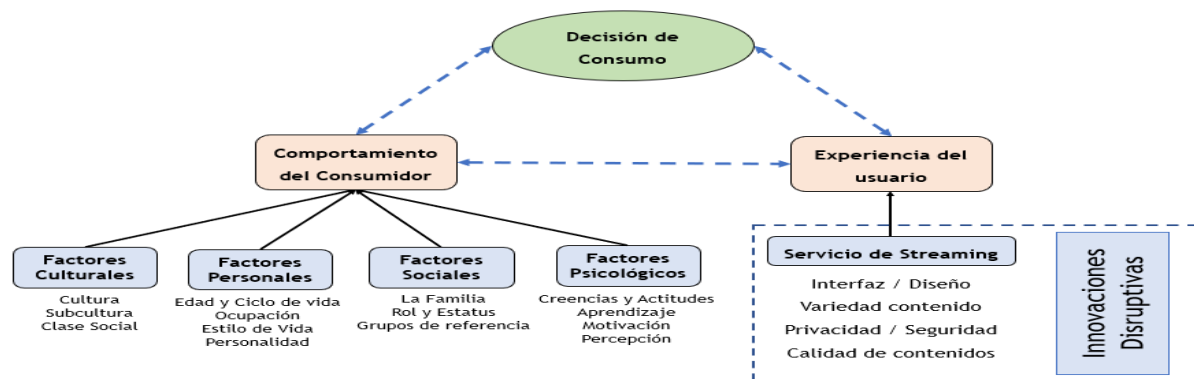 Decisión de
Consumo
Comportamiento
del Consumidor
Experiencia del
usuario
Factores
Culturales
Cultura
Subcultura
Clase Social
Factores
Personales
Edad y Ciclo de vida
Ocupación
Estilo de Vida
Personalidad
Factores
Sociales
La Familia
Rol y Estatus
Grupos de referencia
Factores
Psicológicos
Creencias y Actitudes
Aprendizaje
Motivación
Percepción
Servicio de Streaming
Interfaz / Diseño
Variedad contenido
Privacidad / Seguridad
Calidad de contenidos
Innovaciones
Disruptivas